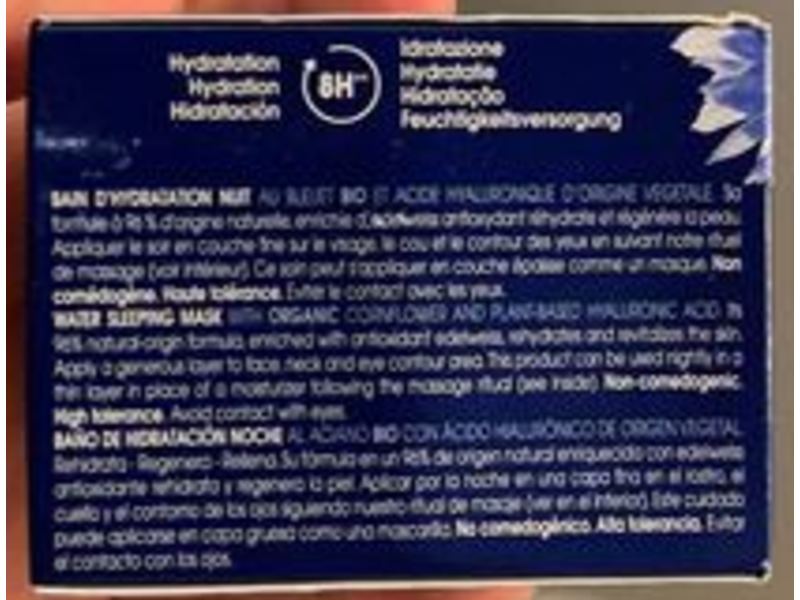 Hydratation
Hydration
Hidratación
8H
Idratazione
Hydratatie
Hidratação
Feuchtigkeitsversorgung
BAIN D'HYDRATATION NUIT AU BLEUET BIO ET ACIDE HYALURONIQUE D'ORIGINE VEGETALE. Sa
formule à 96 % d'origine naturelle, enrichie d'edelweiss antioxydant réhydrate et régénère la peau.
Appliquer le soin en couche fine sur le visage, le cou et le contour des yeux en suivant notre rituel
de massage (voir intérieur). Ce soin peut s'appliquer en couche épaisse comme un masque. Non
comédogène. Haute tolérance. Eviter le contact avec les yeux.
WATER SLEEPING MASK WITH ORGANIC CORNFLOWER AND PLANT-BASED HYALURONIC ACID. Its
96% natural-origin formula, enriched with antioxidant edelweiss, rehydrates and revitalizes the skin.
Apply a generous layer to face, neck and eye contour area. This product can be used nightly in a
thin layer in place of a moisturizer following the massage ritual (see inside). Non-comedogenic.
High tolerance. Avoid contact with eyes.
BAÑO DE HIDRATACIÓN NOCHE AL ACIANO BIO CON ÁCIDO HIALURÓNICO DE ORIGEN VEGETAL.
Rehidrata - Regenera - Rellena. Su fórmula en un 96% de origen natural enriquecida con edelweiss
antioxidante rehidrata y regenera la piel. Aplicar por la noche en una capa fina en el rostro, el
cuello y el contorno de los ojos siguiendo nuestro ritual de masaje (ver en el interior). Este cuidado
puede aplicarse en capa gruesa como una mascarilla. No comedogénico. Alta tolerancia. Evitar
el contacto con los ojos.